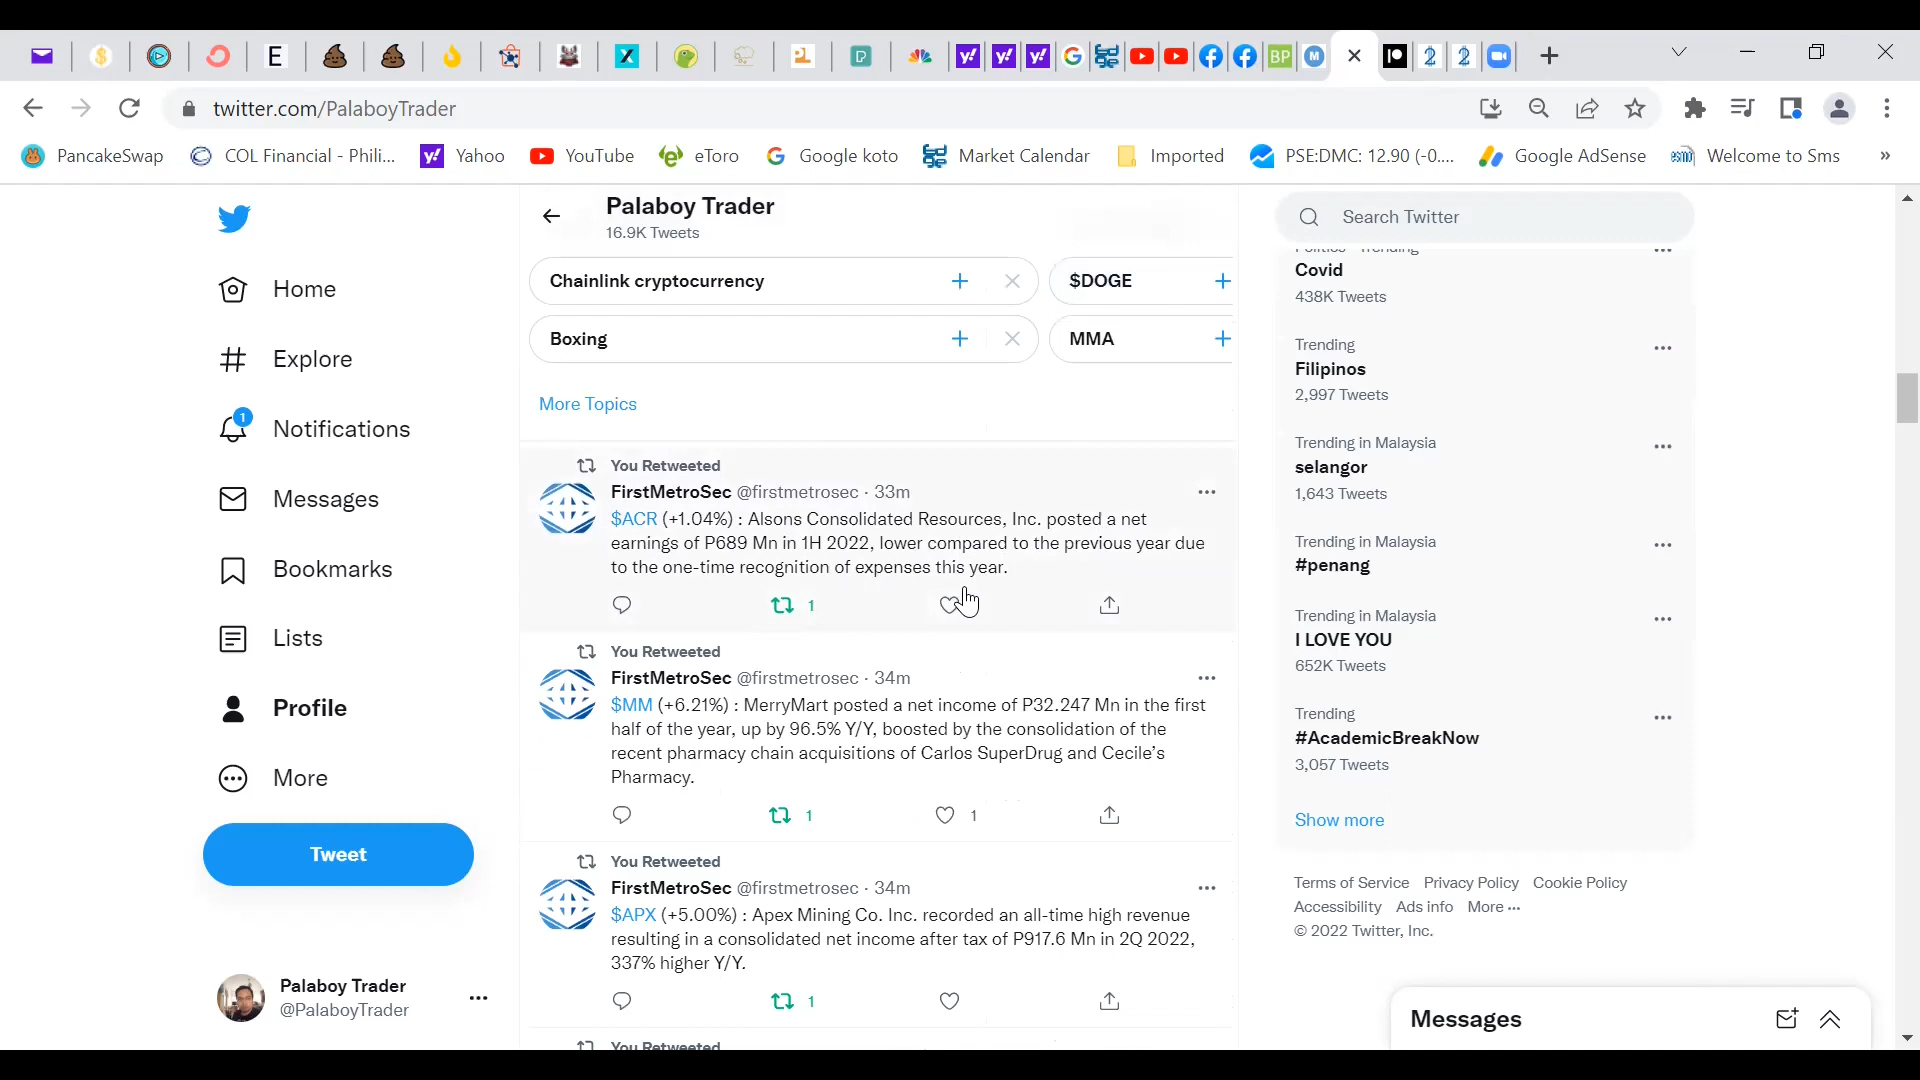 twitter.com/PalaboyTrader
PancakeSwap
COL Financial - Phili...
Yahoo
YouTube
eToro
Google koto
Market Calendar
Imported
PSE:DMC: 12.90 (-0....
Google AdSense
Welcome to Sms
»
Home
Explore
1
Notifications
Messages
Bookmarks
Lists
Profile
More
Tweet
Palaboy Trader
@PalaboyTrader
Palaboy Trader
16.9K Tweets
Chainlink cryptocurrency
$DOGE
Boxing
MMA
More Topics
You Retweeted
FirstMetroSec @firstmetrosec · 33m
$ACR (+1.04%) : Alsons Consolidated Resources, Inc. posted a net
earnings of P689 Mn in 1H 2022, lower compared to the previous year due
to the one-time recognition of expenses this year.
1
You Retweeted
FirstMetroSec @firstmetrosec · 34m
$MM (+6.21%) : MerryMart posted a net income of P32.247 Mn in the first
half of the year, up by 96.5% Y/Y, boosted by the consolidation of the
recent pharmacy chain acquisitions of Carlos SuperDrug and Cecile's
Pharmacy.
1 1
You Retweeted
FirstMetroSec @firstmetrosec · 34m
$APX (+5.00%) : Apex Mining Co. Inc. recorded an all-time high revenue
resulting in a consolidated net income after tax of P917.6 Mn in 2Q 2022,
337% higher Y/Y.
1
You Retweeted
Search Twitter
Politics · Trending
Covid
438K Tweets
Trending
Filipinos
2,997 Tweets
Trending in Malaysia
selangor
1,643 Tweets
Trending in Malaysia
#penang
Trending in Malaysia
I LOVE YOU
652K Tweets
Trending
#AcademicBreakNow
3,057 Tweets
Show more
Terms of Service Privacy Policy Cookie Policy
Accessibility Ads info More ···
© 2022 Twitter, Inc.
Messages